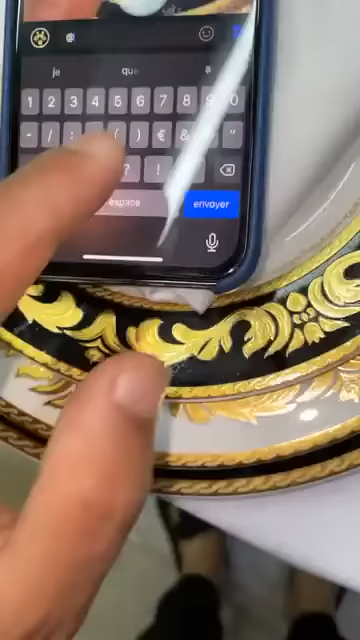 @
je que a
1 2 3 4 5 6 7 8 9 0
- / : ( ) € & "
? !
espace envoyer